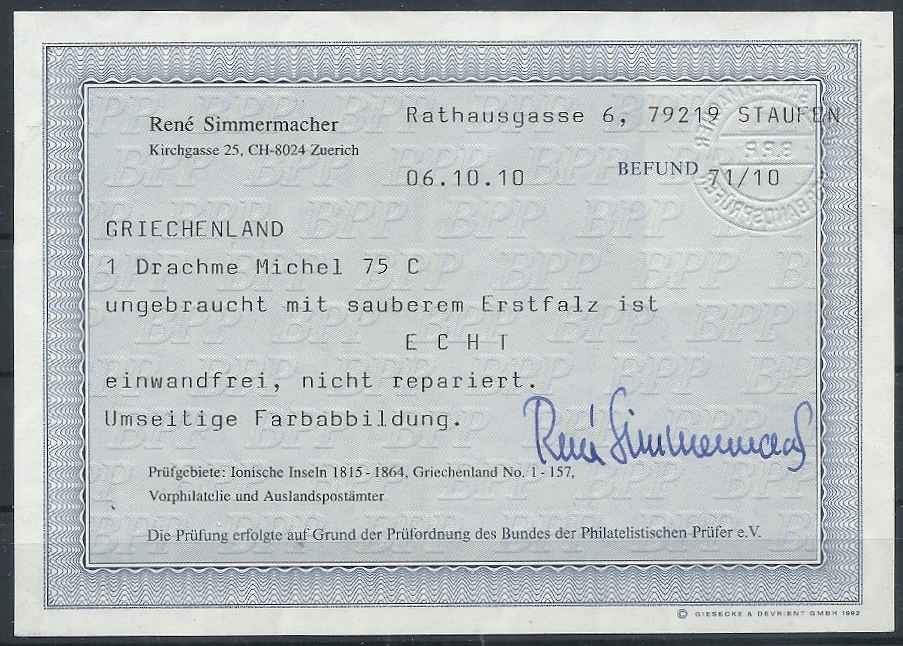 René Simmermacher
Kirchgasse 25, CH-8024 Zuerich
Rathausgasse 6, 79219 STAUFEN
06.10.10
BEFUND 71/10
GRIECHENLAND
1 Drachme Michel 75 C
ungebraucht mit sauberem Erstfalz ist
E C H T
einwandfrei, nicht repariert.
Umseitige Farbabbildung.
René Simmermacher
Prüfgebiete: Ionische Inseln 1815 - 1864, Griechenland No. 1 - 157,
Vorphilatelie und Auslandspostämter
Die Prüfung erfolgte auf Grund der Prüfordnung des Bundes der Philatelistischen Prüfer e.V.
© GIESECKE & DEVRIENT GMBH 1992
B.P.P.